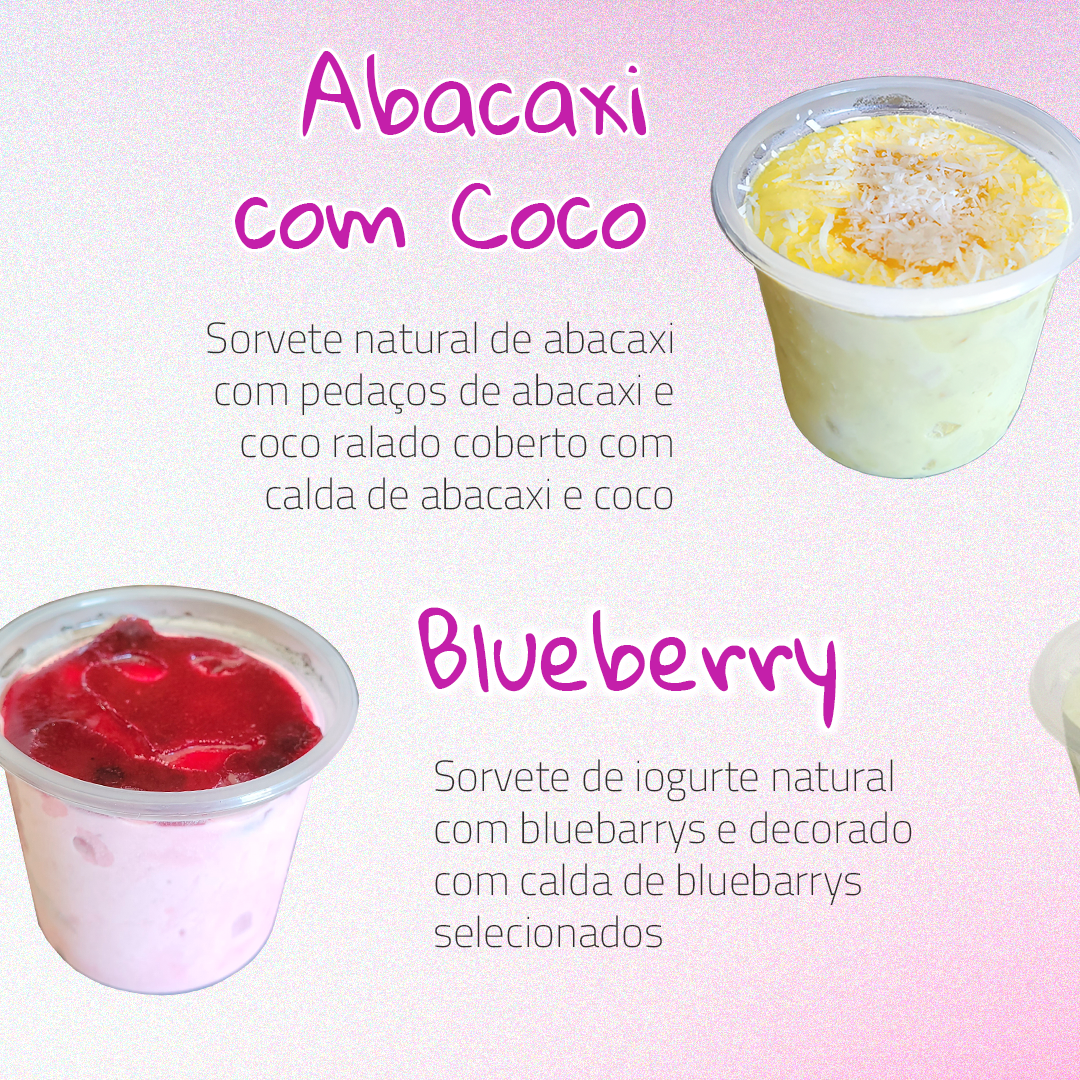 Abacaxi
com Coco
Sorvete natural de abacaxi
com pedaços de abacaxi e
coco ralado coberto com
calda de abacaxi e coco
Blueberry
Sorvete de iogurte natural
com bluebarrys e decorado
com calda de bluebarrys
selecionados